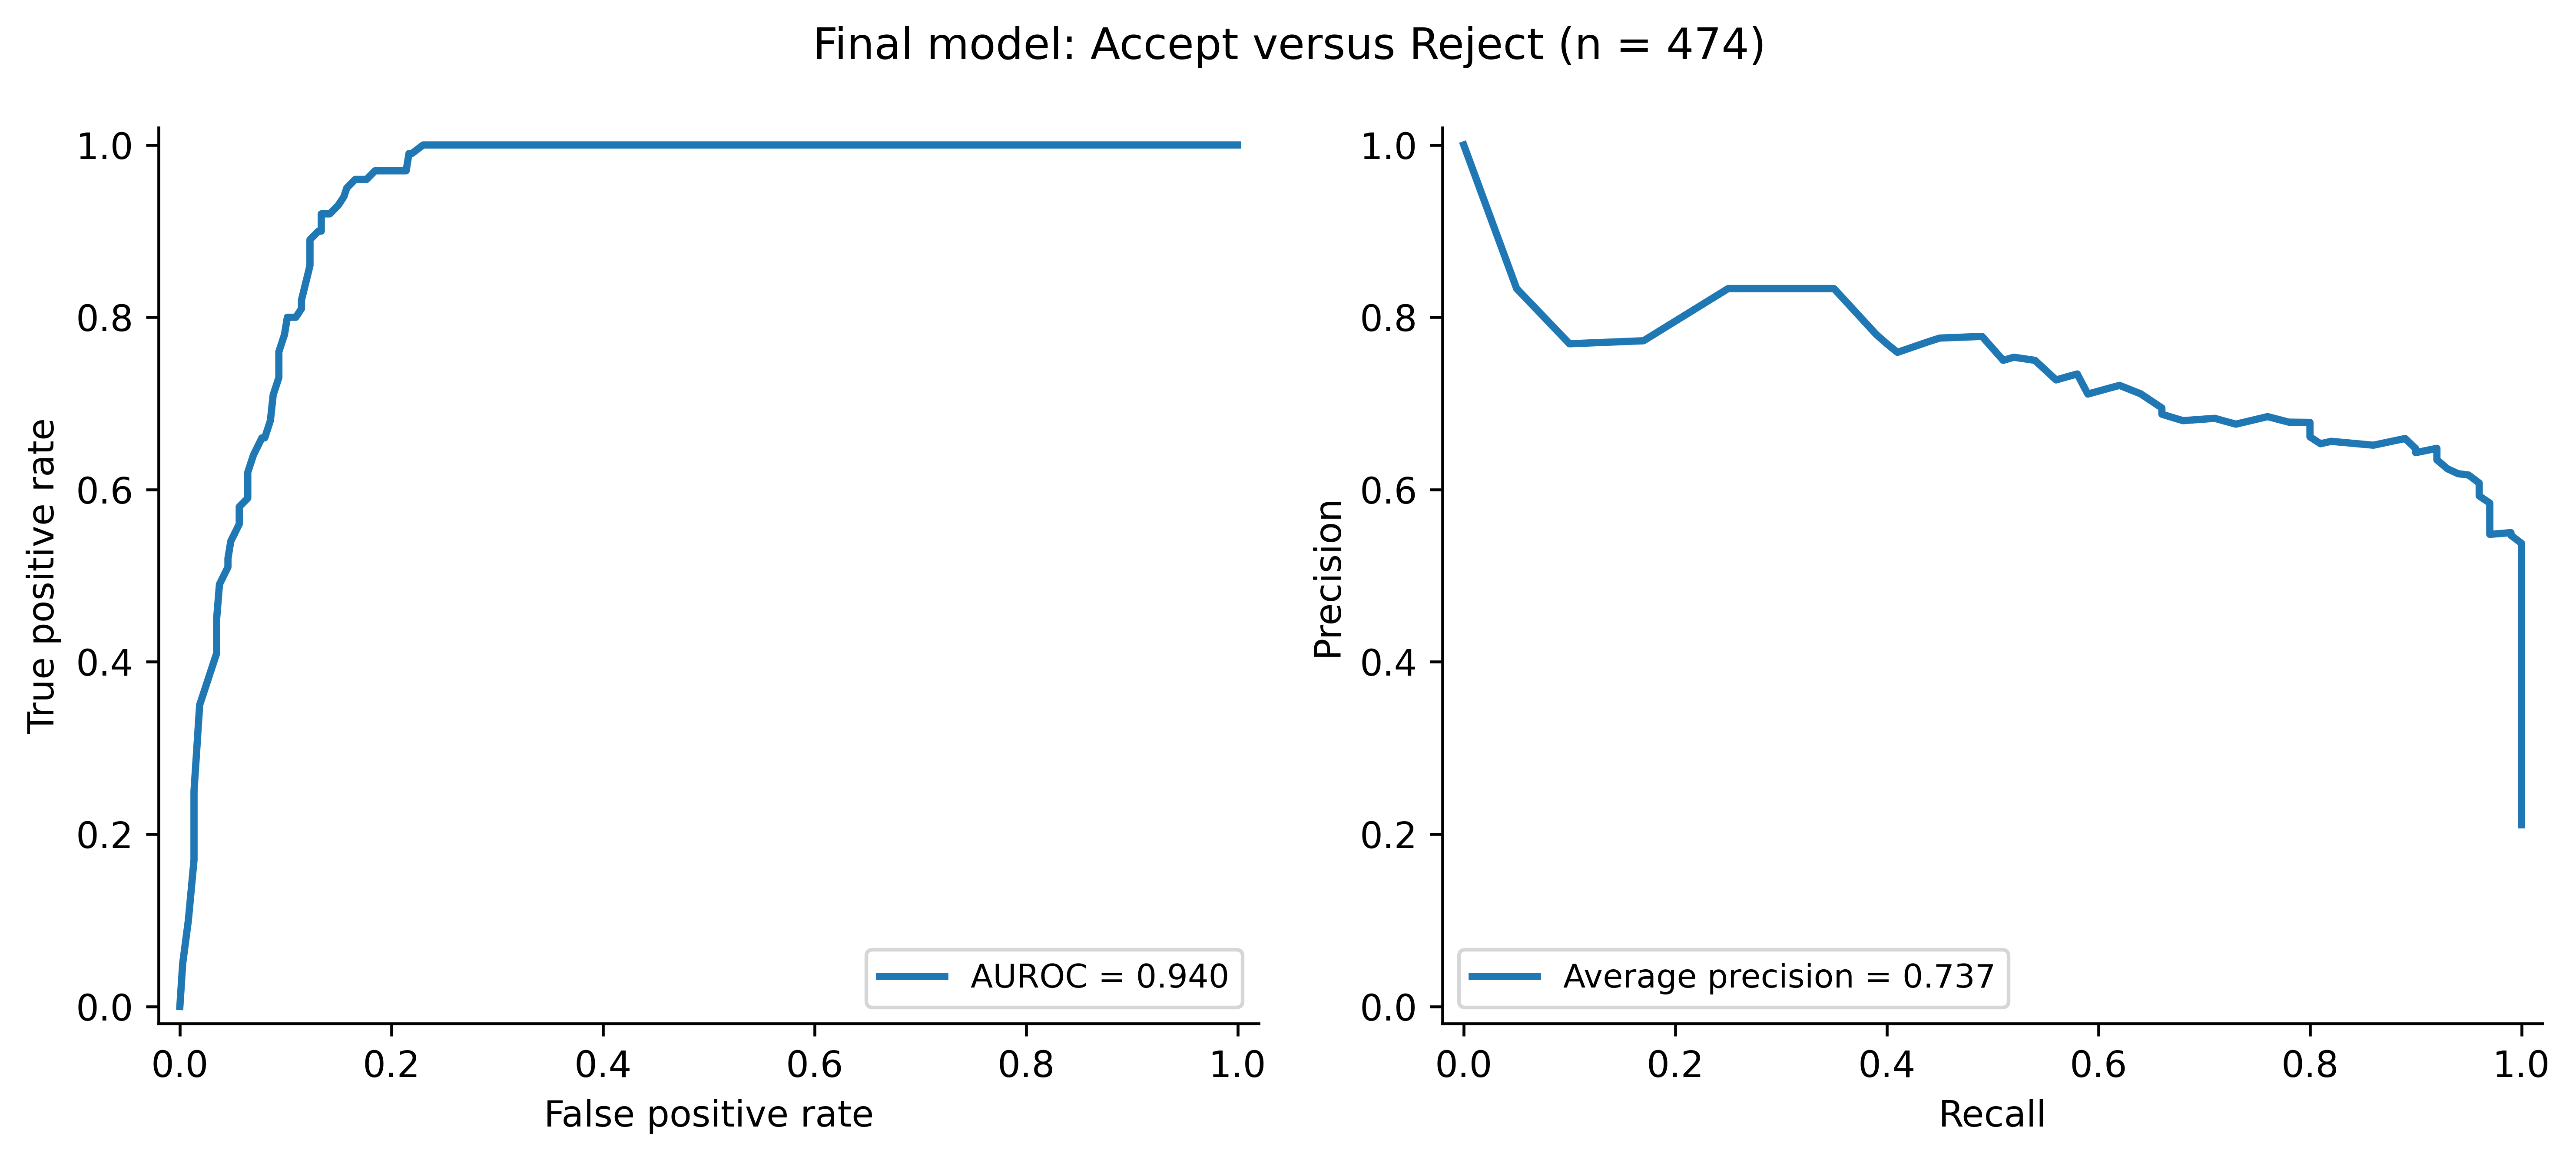 Final model: Accept versus Reject (n = 474)
True positive rate
1.0
0.8
0.6
0.4
0.2
0.0
AUROC = 0.940
0.0 0.2 0.4 0.6 0.8 1.0
False positive rate
Precision
1.0
0.8
0.6
0.4
0.2
0.0
Average precision = 0.737
0.0 0.2 0.4 0.6 0.8 1.0
Recall